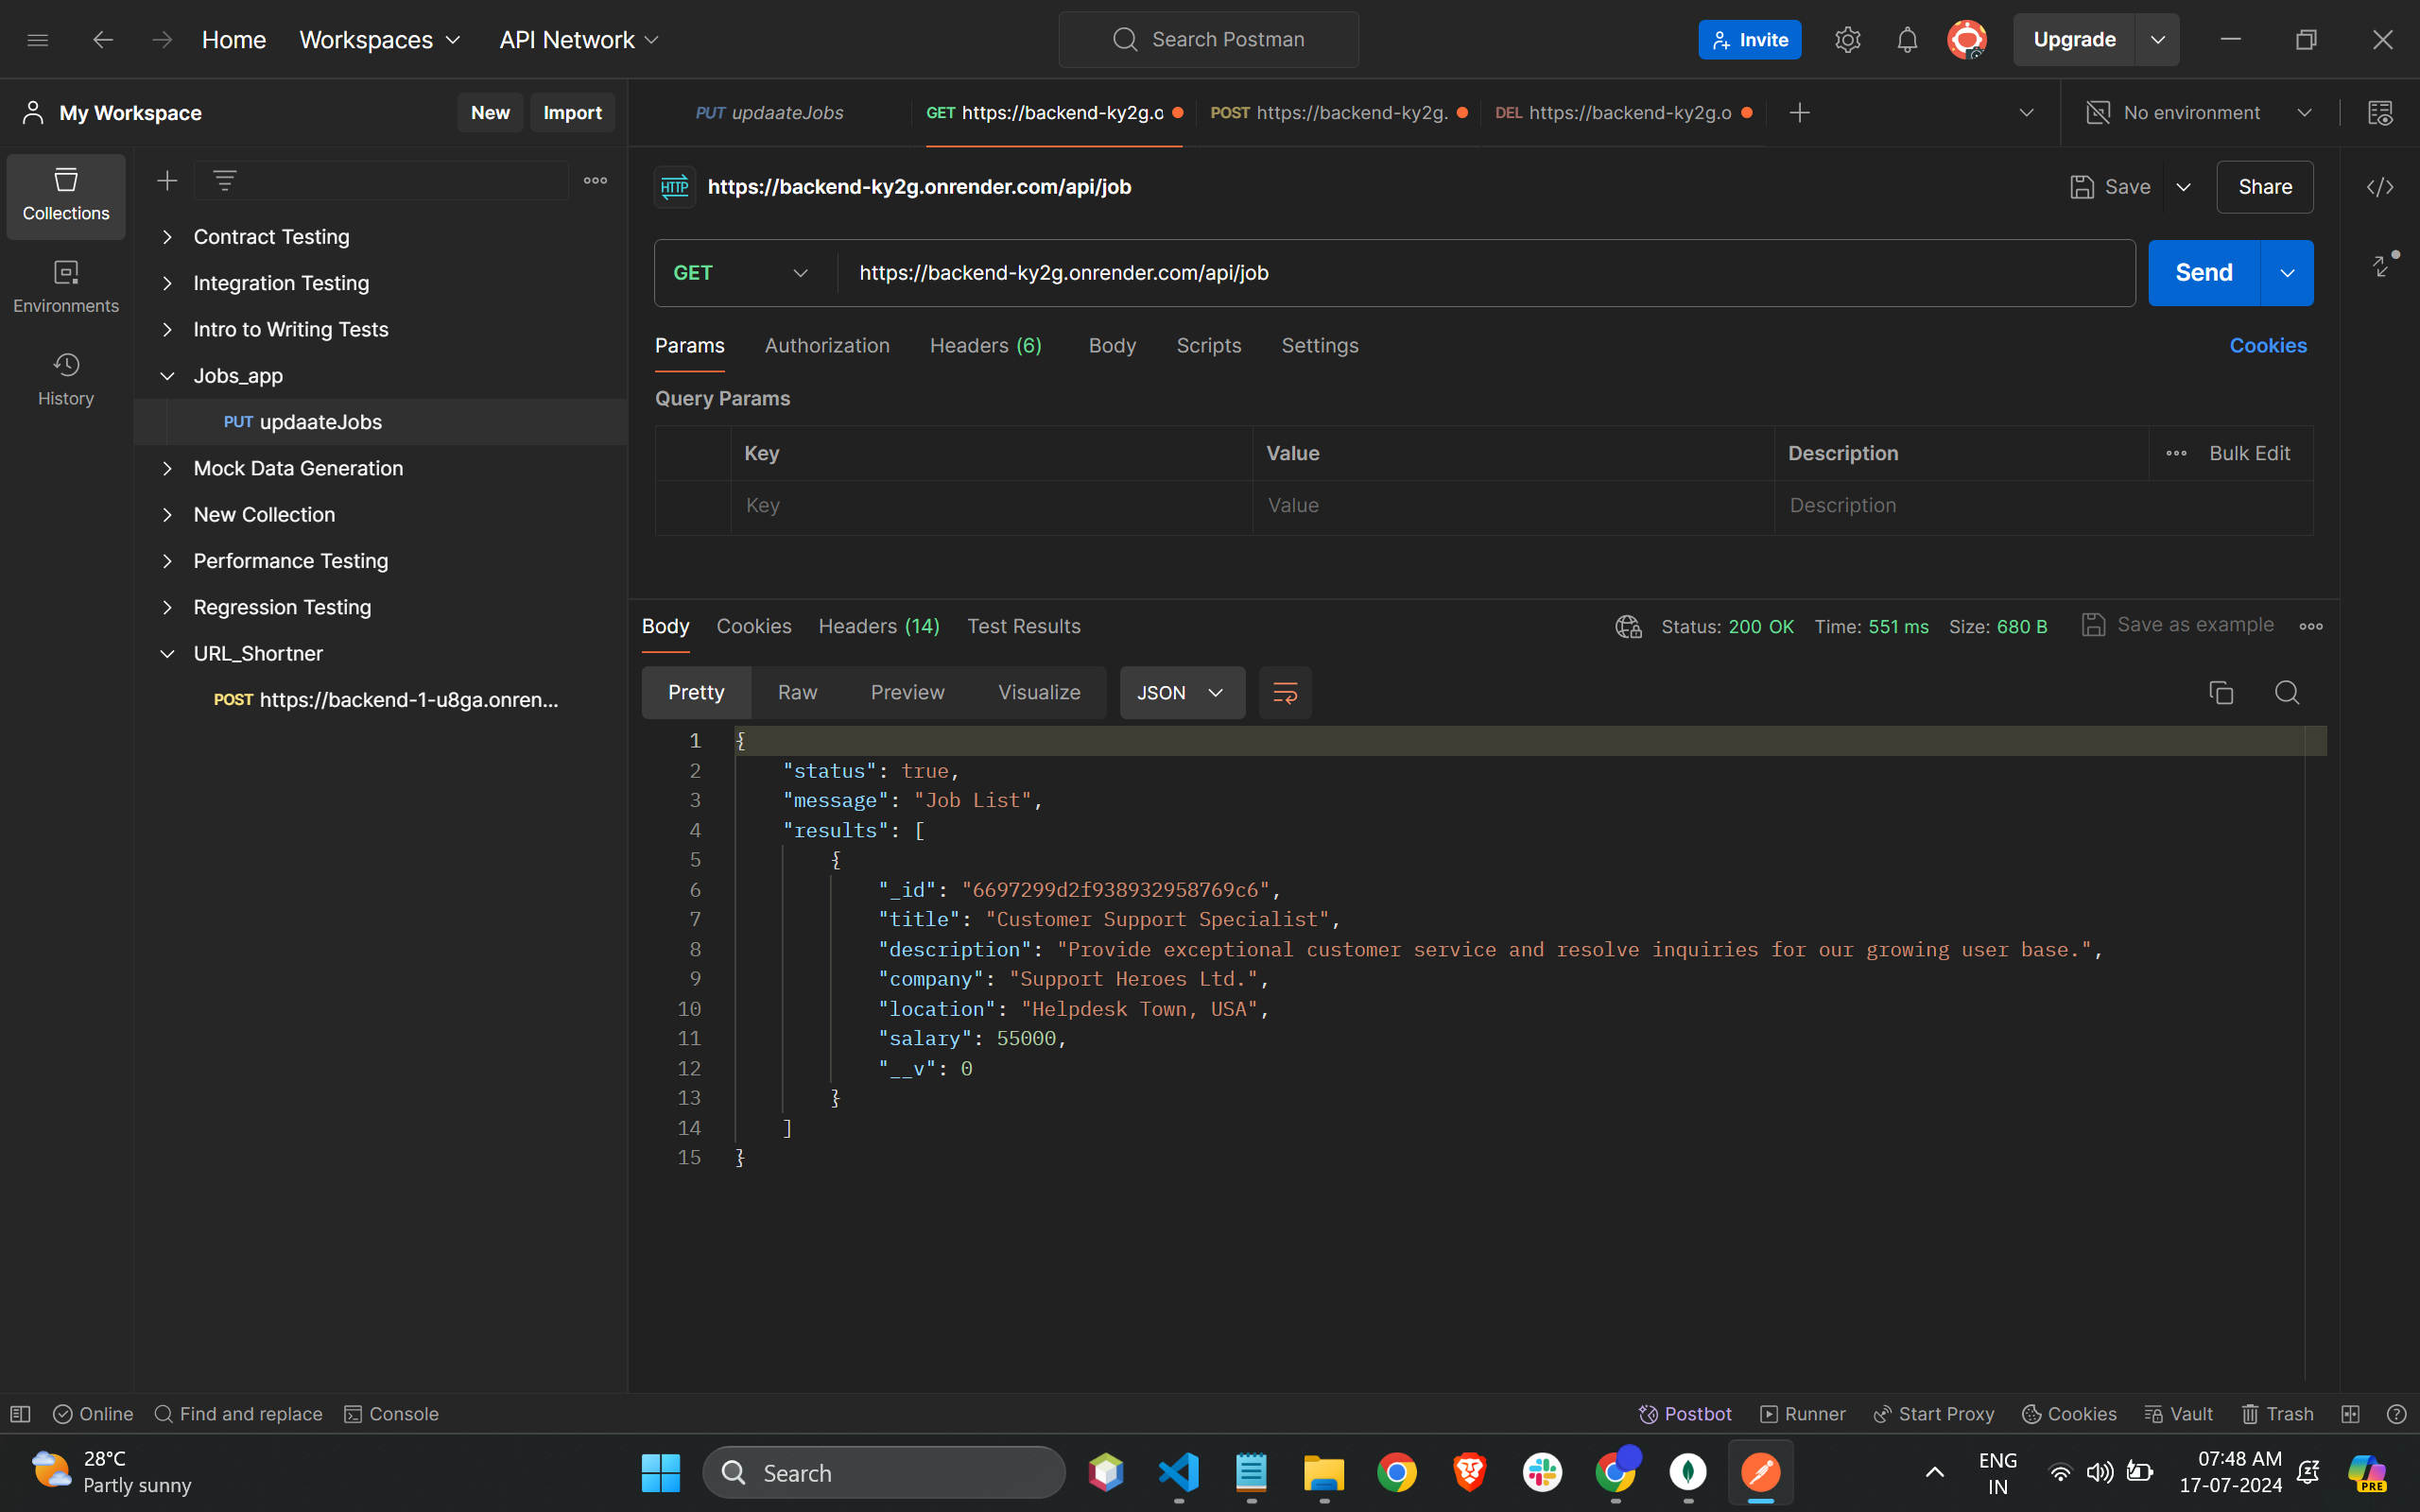 Home Workspaces API Network Search Postman Invite Upgrade
My Workspace New Import PUT updaateJobs GET https://backend-ky2g.o POST https://backend-ky2g. DEL https://backend-ky2g.o No environment
Collections
Environments
History
Contract Testing
Integration Testing
Intro to Writing Tests
Jobs_app
PUT updaateJobs
Mock Data Generation
New Collection
Performance Testing
Regression Testing
URL_Shortner
POST https://backend-1-u8ga.onren...
HTTP https://backend-ky2g.onrender.com/api/job Save Share
GET https://backend-ky2g.onrender.com/api/job Send
Params Authorization Headers (6) Body Scripts Settings Cookies
Query Params
Key Value Description Bulk Edit
Key Value Description
Body Cookies Headers (14) Test Results Status: 200 OK Time: 551 ms Size: 680 B Save as example
Pretty Raw Preview Visualize JSON
1 {
2 "status": true,
3 "message": "Job List",
4 "results": [
5 {
6 "_id": "6697299d2f938932958769c6",
7 "title": "Customer Support Specialist",
8 "description": "Provide exceptional customer service and resolve inquiries for our growing user base.",
9 "company": "Support Heroes Ltd.",
10 "location": "Helpdesk Town, USA",
11 "salary": 55000,
12 "__v": 0
13 }
14 ]
15 }
Online Find and replace Console Postbot Runner Start Proxy Cookies Vault Trash
28°C
Partly sunny
Search
ENG
IN
07:48 AM
17-07-2024
PRE